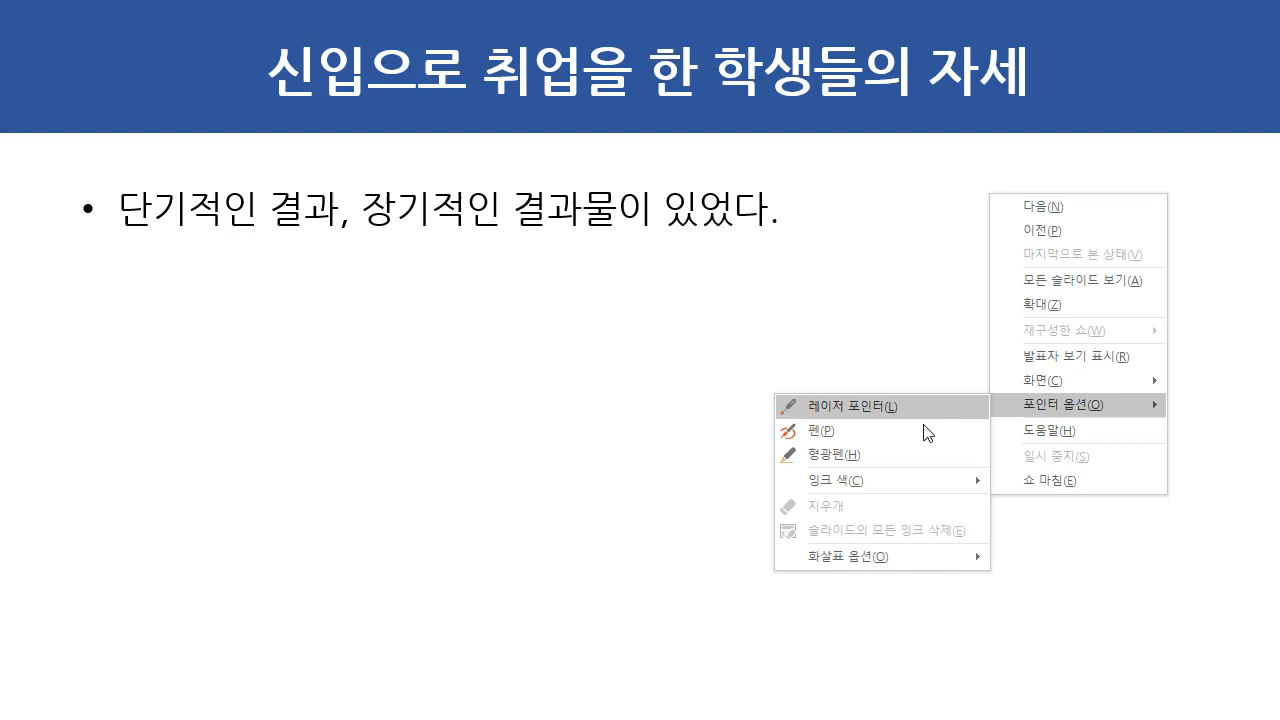 신입으로 취업을 한 학생들의 자세
• 단기적인 결과, 장기적인 결과물이 있었다.
다음(N)
이전(P)
마지막으로 본 상태(V)
모든 슬라이드 보기(A)
확대(Z)
재구성한 쇼(W)
발표자 보기 표시(R)
화면(C)
포인터 옵션(O)
도움말(H)
일시 중지(S)
쇼 마침(E)
레이저 포인터(L)
펜(P)
형광펜(H)
잉크 색(C)
지우개
슬라이드의 모든 잉크 삭제(E)
화살표 옵션(O)